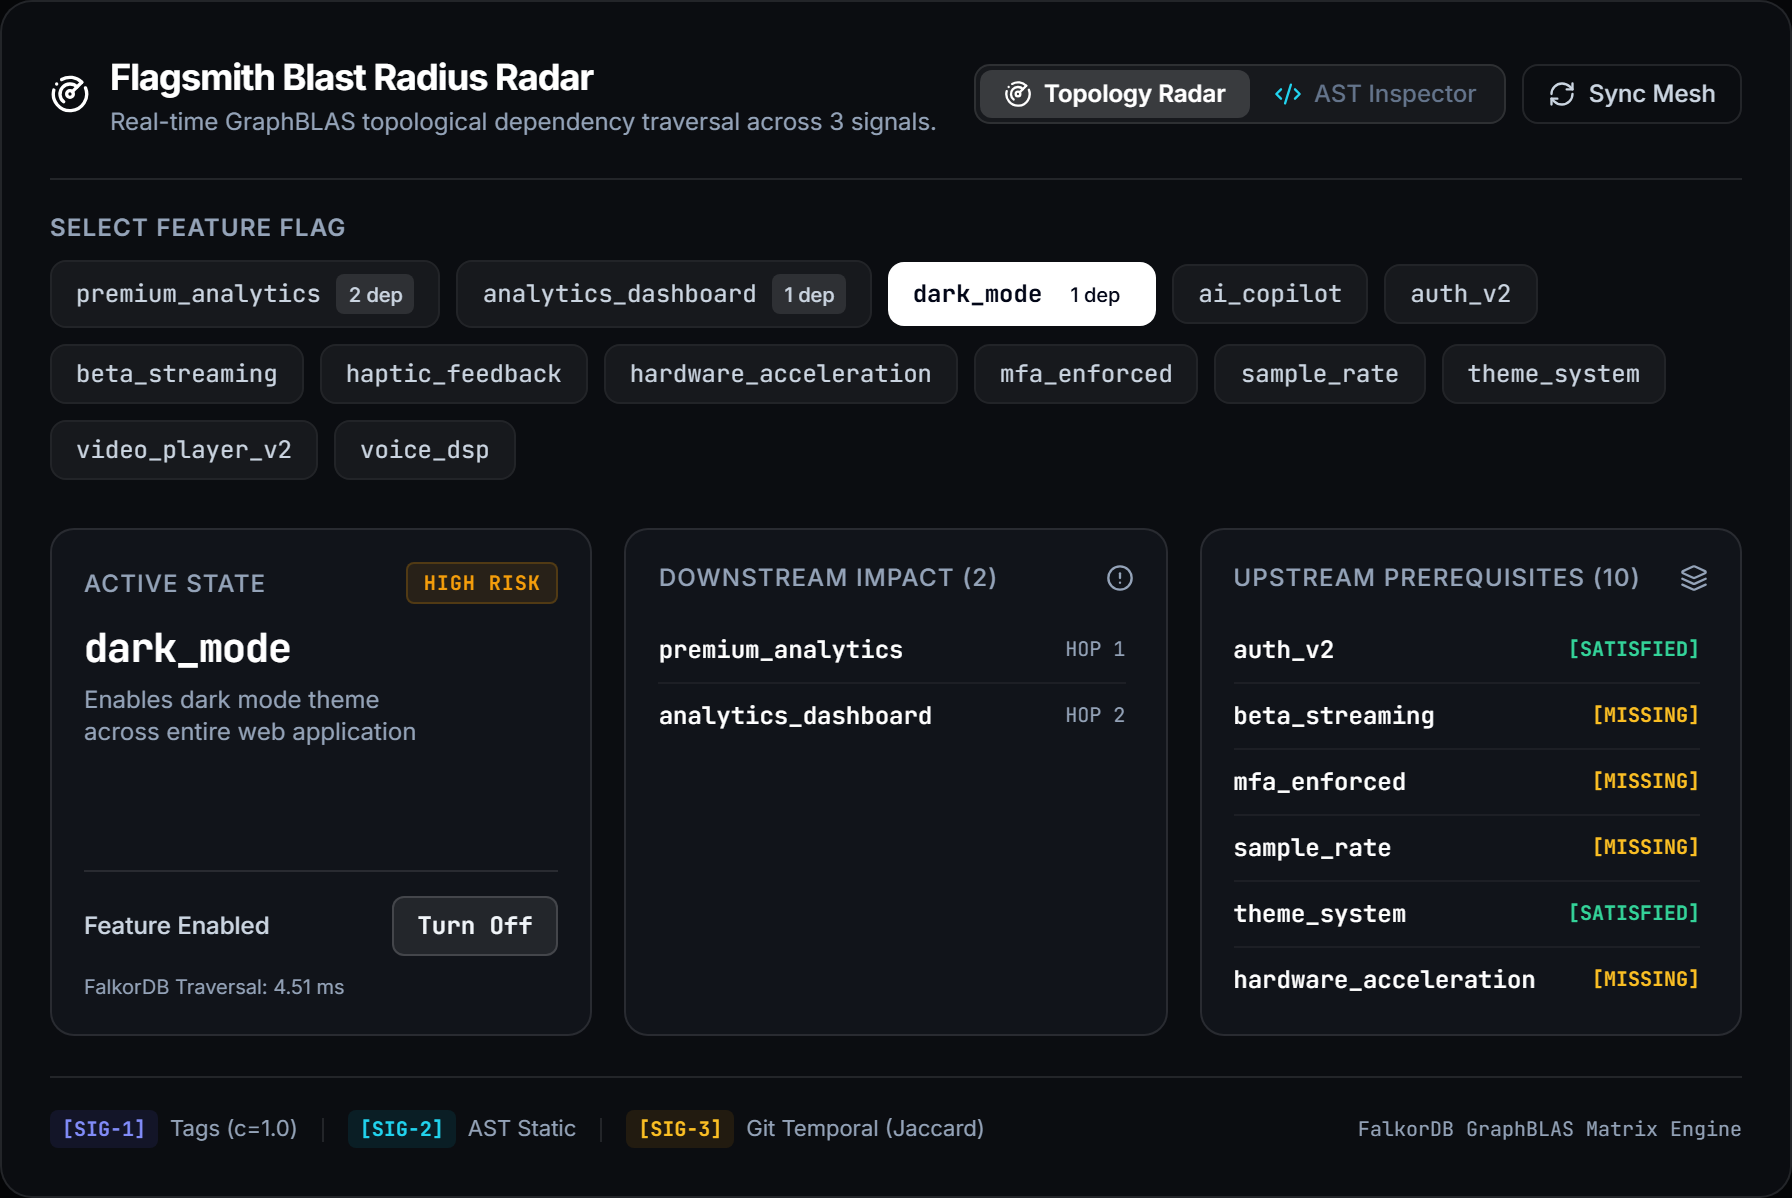 Flagsmith Blast Radius Radar
Real-time GraphBLAS topological dependency traversal across 3 signals.
Topology Radar
</> AST Inspector
Sync Mesh
SELECT FEATURE FLAG
premium_analytics 2 dep
analytics_dashboard 1 dep
dark_mode 1 dep
ai_copilot
auth_v2
beta_streaming
haptic_feedback
hardware_acceleration
mfa_enforced
sample_rate
theme_system
video_player_v2
voice_dsp
ACTIVE STATE
HIGH RISK
dark_mode
Enables dark mode theme
across entire web application
Feature Enabled
Turn Off
FalkorDB Traversal: 4.51 ms
DOWNSTREAM IMPACT (2)
premium_analytics HOP 1
analytics_dashboard HOP 2
UPSTREAM PREREQUISITES (10)
auth_v2 [SATISFIED]
beta_streaming [MISSING]
mfa_enforced [MISSING]
sample_rate [MISSING]
theme_system [SATISFIED]
hardware_acceleration [MISSING]
[SIG-1] Tags (c=1.0)
[SIG-2] AST Static
[SIG-3] Git Temporal (Jaccard)
FalkorDB GraphBLAS Matrix Engine